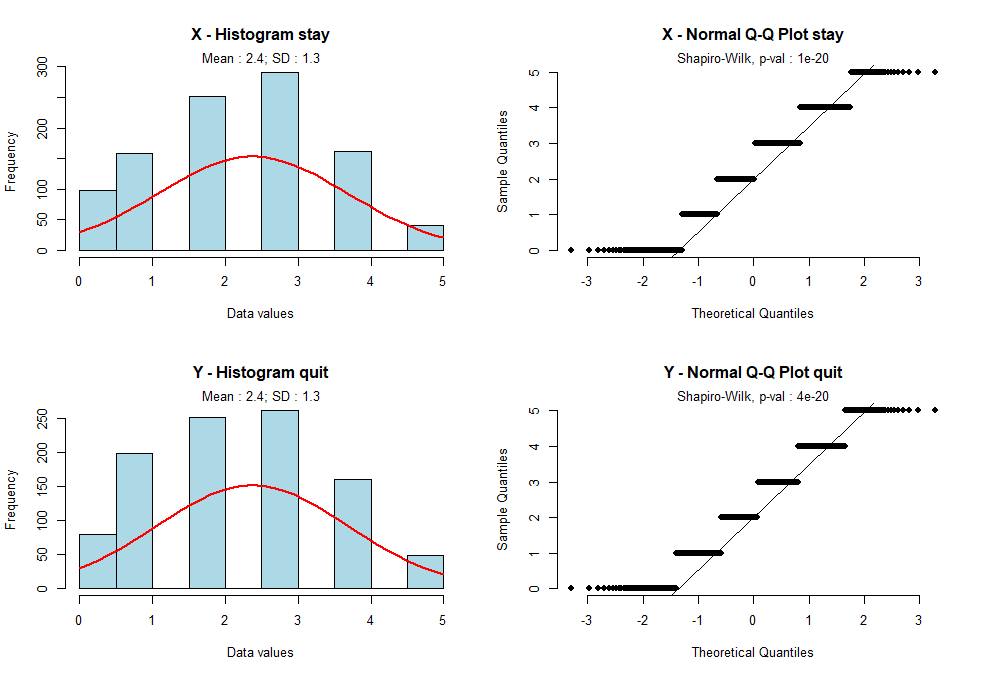 X - Histogram stay
Mean : 2.4; SD : 1.3
Frequency
300
200
100
50
0
0 1 2 3 4 5
Data values
X - Normal Q-Q Plot stay
Shapiro-Wilk, p-val : 1e-20
Sample Quantiles
5
4
3
2
1
0
-3 -2 -1 0 1 2 3
Theoretical Quantiles
Y - Histogram quit
Mean : 2.4; SD : 1.3
Frequency
250
200
150
100
50
0
0 1 2 3 4 5
Data values
Y - Normal Q-Q Plot quit
Shapiro-Wilk, p-val : 4e-20
Sample Quantiles
5
4
3
2
1
0
-3 -2 -1 0 1 2 3
Theoretical Quantiles